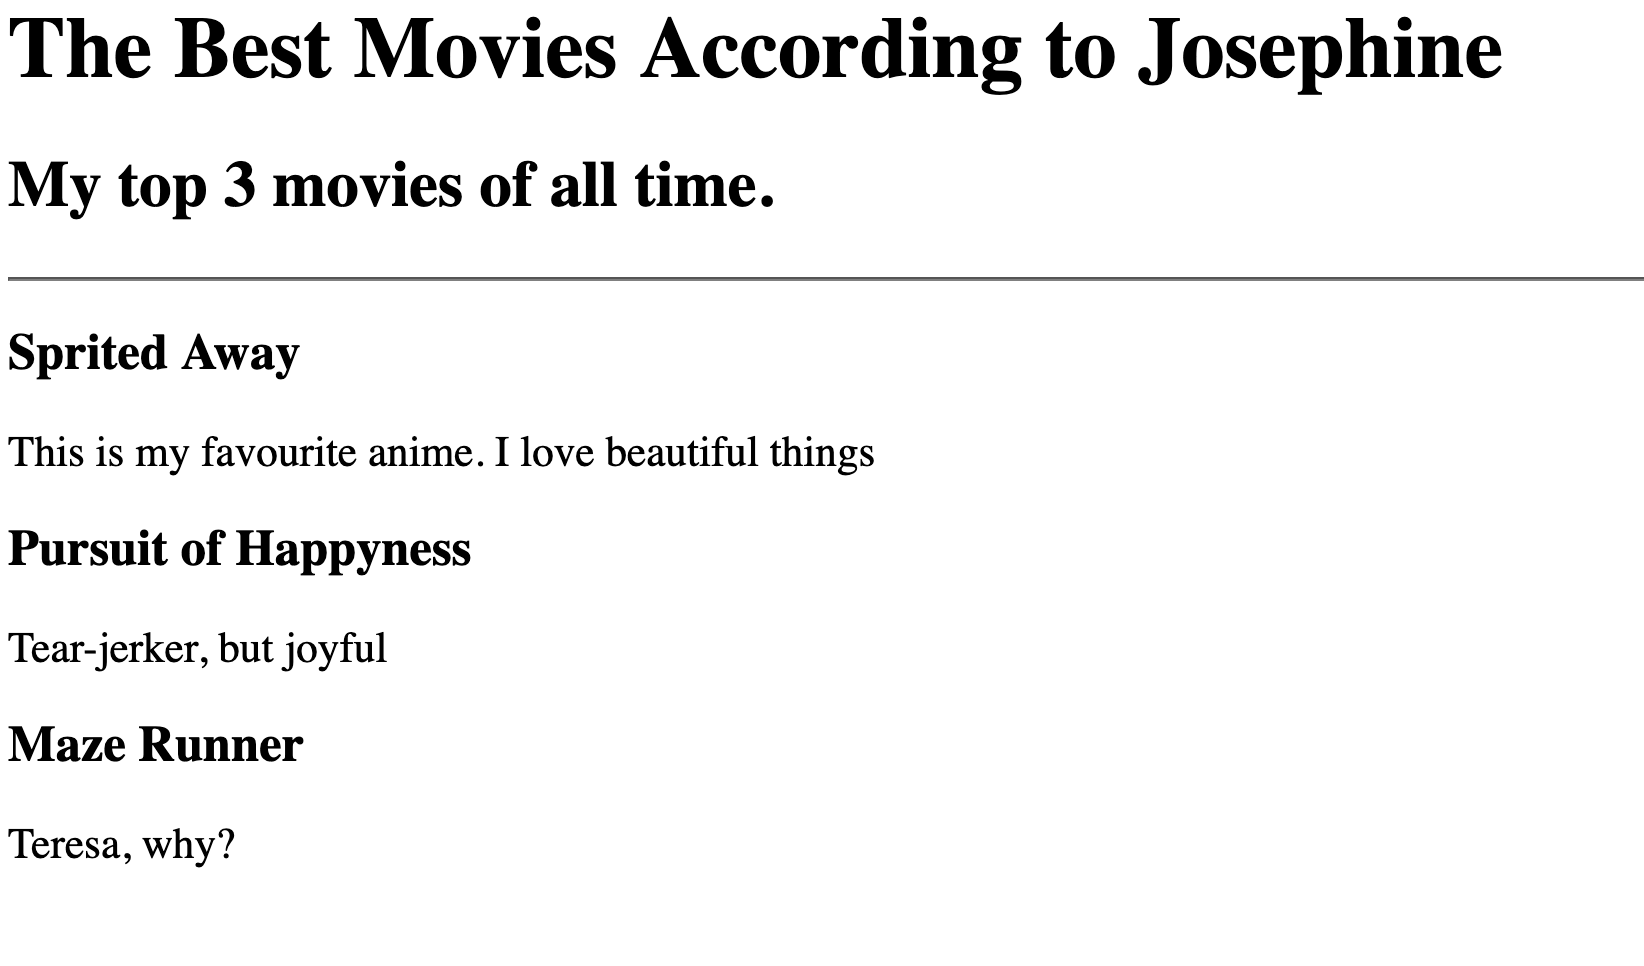 The Best Movies According to Josephine
My top 3 movies of all time.
Sprited Away
This is my favourite anime. I love beautiful things
Pursuit of Happyness
Tear-jerker, but joyful
Maze Runner
Teresa, why?